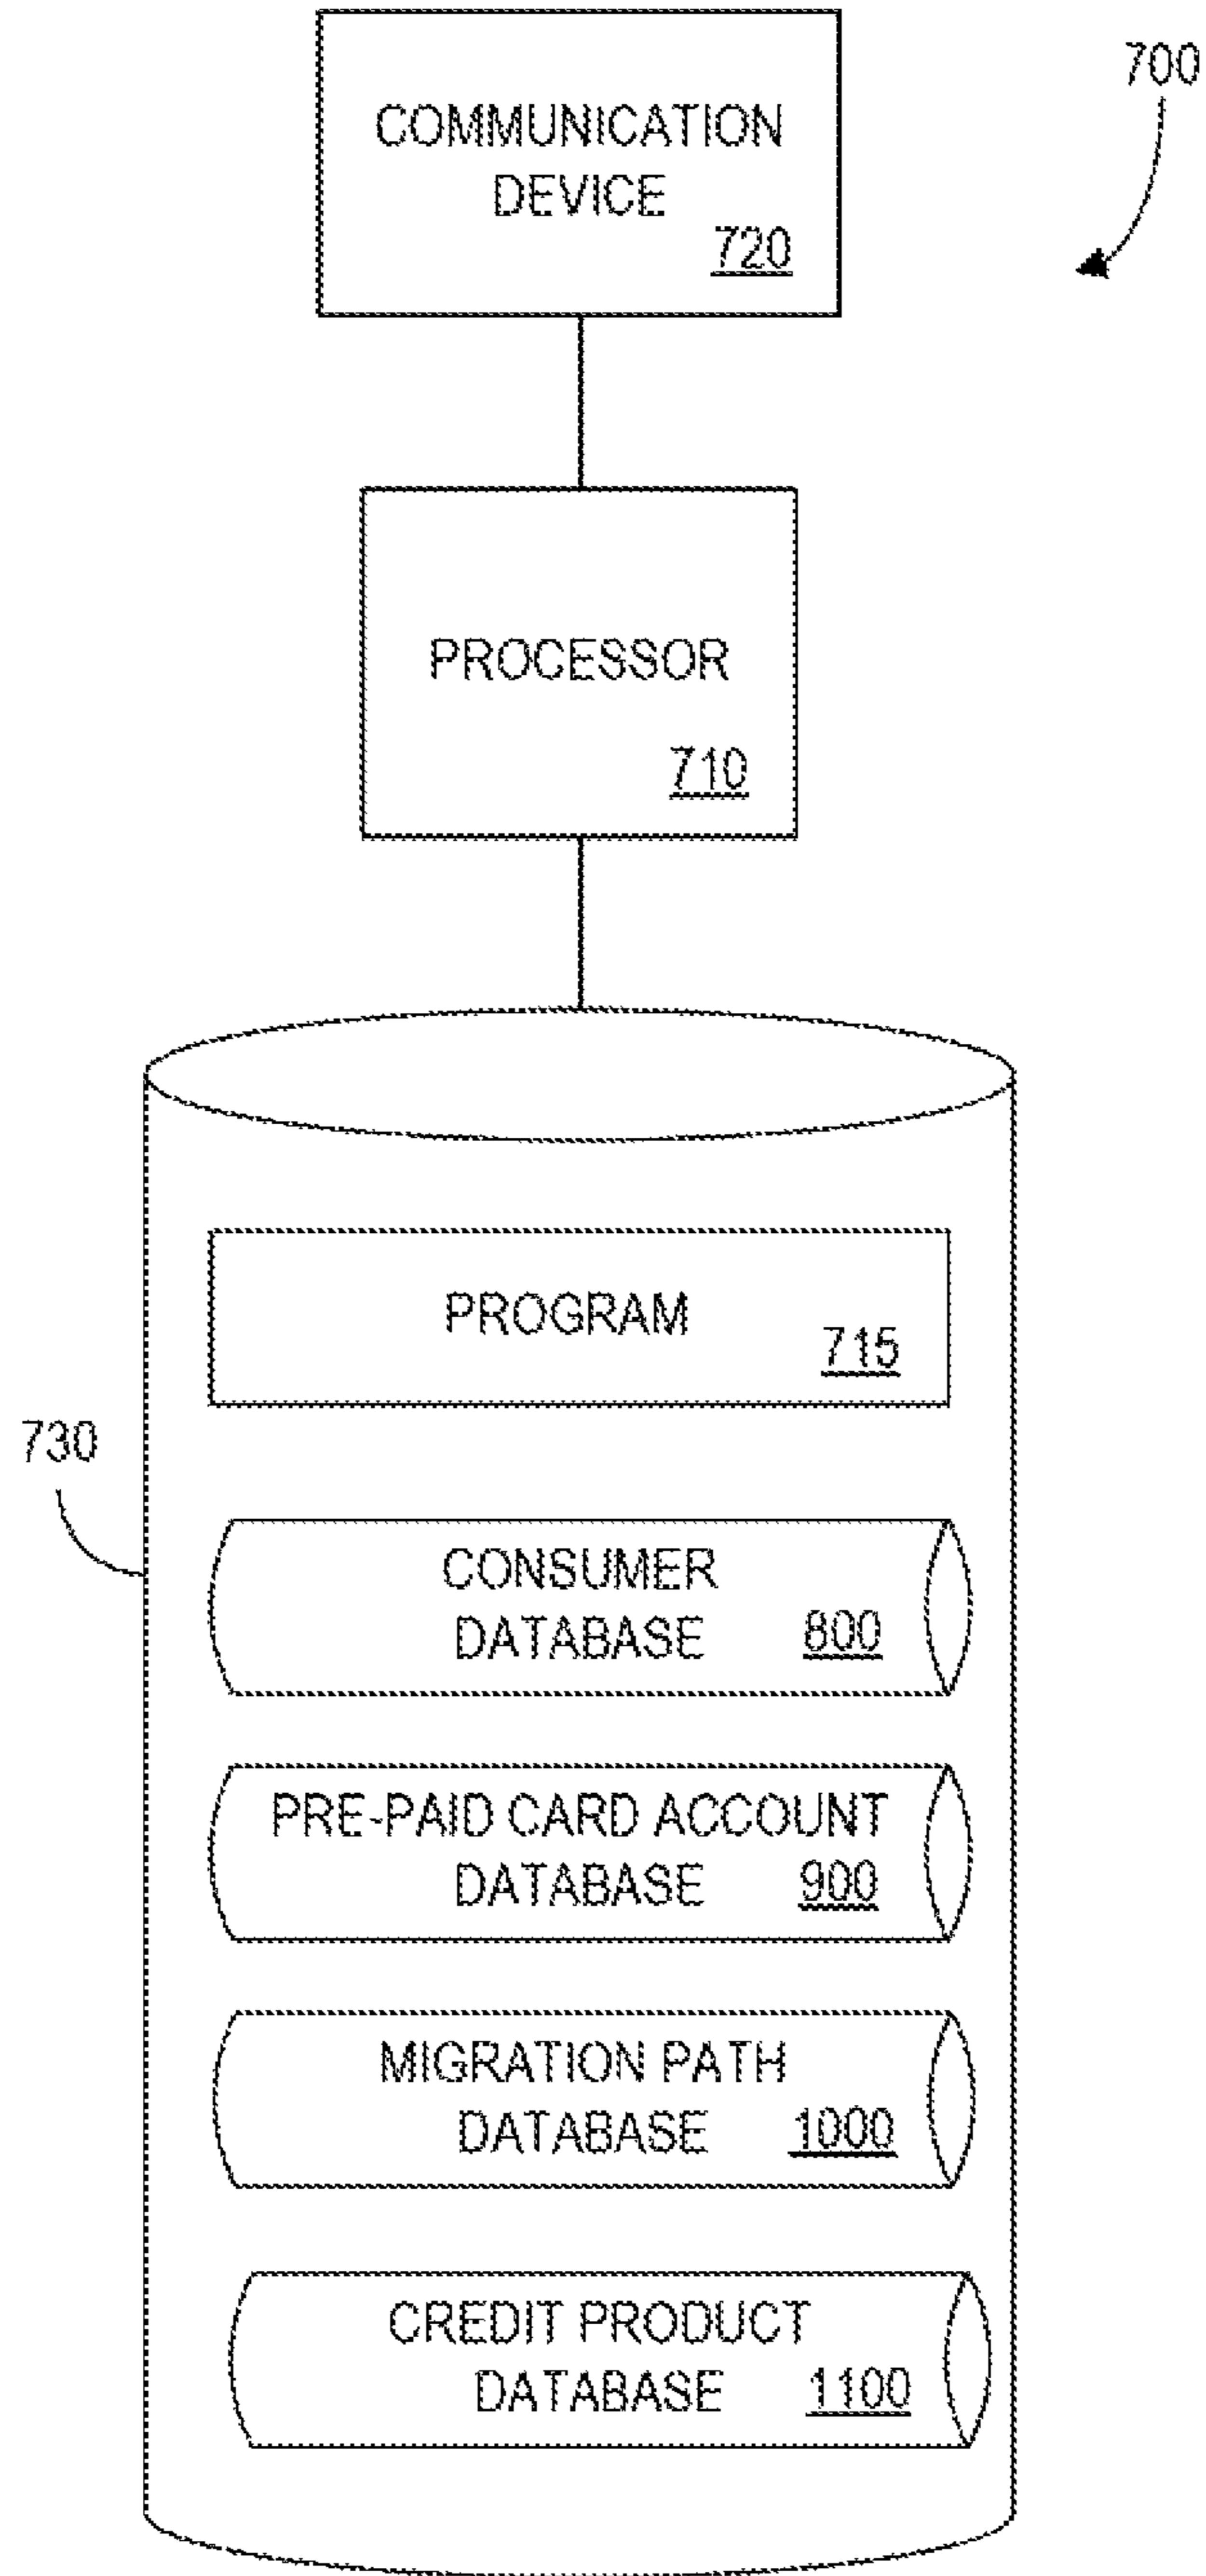 700
COMMUNICATION
DEVICE
720
PROCESSOR
710
PROGRAM
715
730
CONSUMER
DATABASE 800
PRE-PAID CARD ACCOUNT
DATABASE 900
MIGRATION PATH
DATABASE 1000
CREDIT PRODUCT
DATABASE 1100